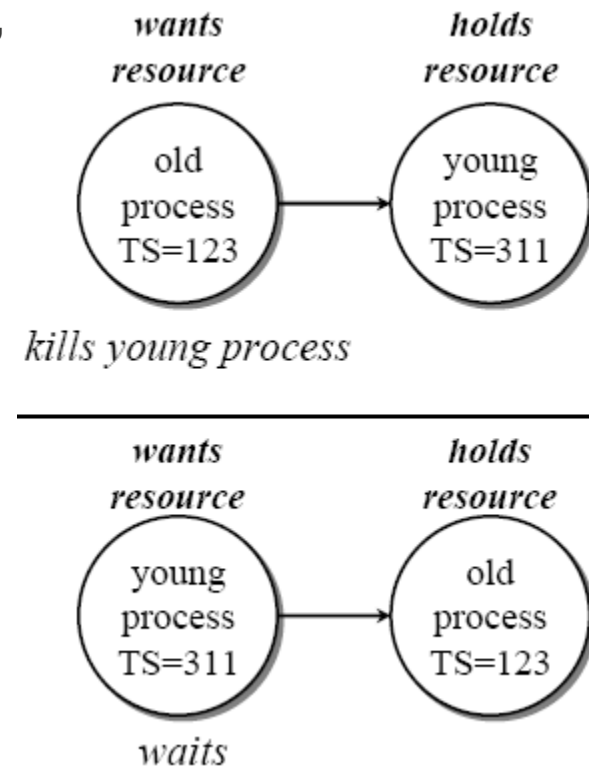 wants holds
resource resource
old young
process process
TS=123 TS=311
kills young process
wants holds
resource resource
young old
process process
TS=311 TS=123
waits